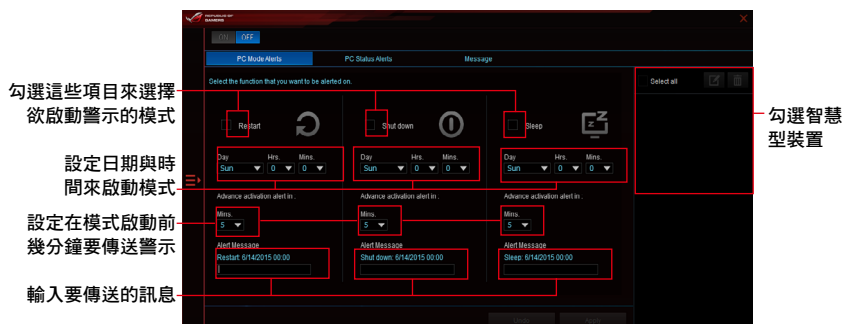 REPUBLIC OF
GAMERS
ON OFF
PC Mode Alerts PC Status Alerts Message
Select the function that you want to be alerted on.
Select all
勾選這些項目來選擇
欲啟動警示的模式
Restart Shut down Sleep
勾選智慧
型裝置
設定日期與時
間來啟動模式
Day Hrs. Mins. Day Hrs. Mins. Day Hrs. Mins.
Sun 0 0 Sun 0 0 Sun 0 0
Advance activation alert in : Advance activation alert in : Advance activation alert in :
設定在模式啟動前
幾分鐘要傳送警示
Mins. Mins. Mins.
5 5 5
Alert Message Alert Message Alert Message
Restart: 6/14/2015 00:00 Shut down: 6/14/2015 00:00 Sleep: 6/14/2015 00:00
輸入要傳送的訊息
Undo Apply